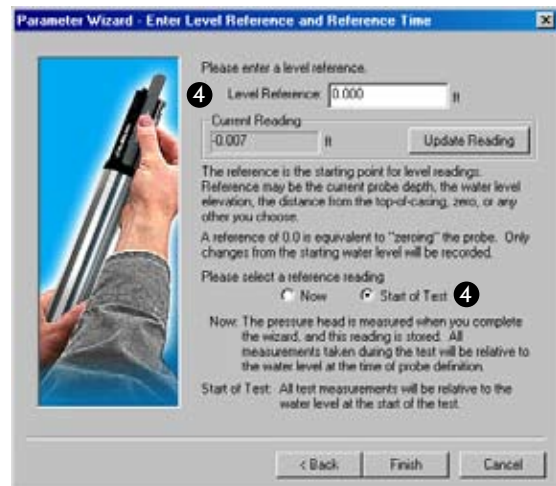 Parameter Wizard - Enter Level Reference and Reference Time
Please enter a level reference.
4 Level Reference: 0.000 ft
Current Reading
-0.007 ft Update Reading
The reference is the starting point for level readings.
Reference may be the current probe depth, the water level
elevation, the distance from the top-of-casing, zero, or any
other you choose.
A reference of 0.0 is equivalent to "zeroing" the probe. Only
changes from the starting water level will be recorded.
Please select a reference reading
Now Start of Test 4
Now: The pressure head is measured when you complete
the wizard, and this reading is stored. All
measurements taken during the test will be relative to
the water level at the time of probe definition.
Start of Test: All test measurements will be relative to the
water level at the start of the test.
< Back Finish Cancel